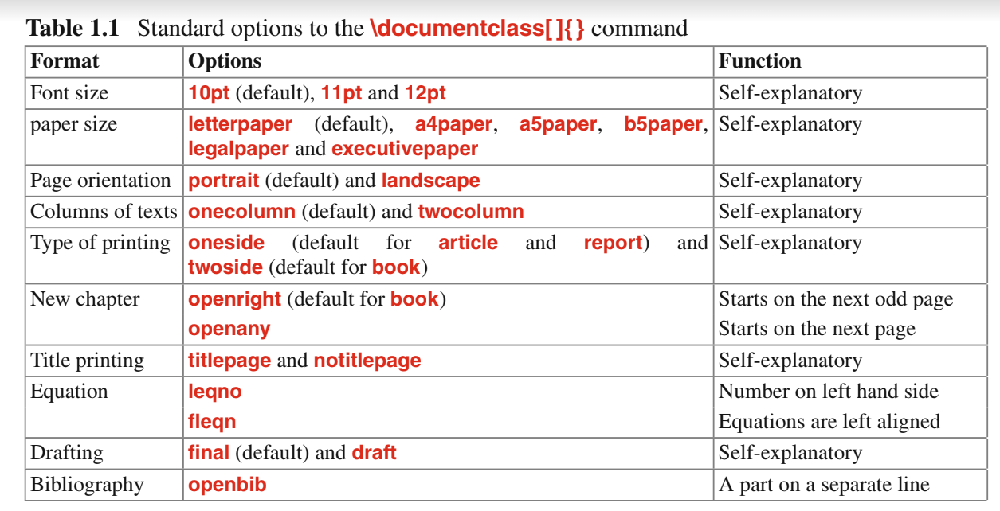 Table 1.1 Standard options to the \documentclass[ ]{ } command
Format Options Function
Font size 10pt (default), 11pt and 12pt Self-explanatory
paper size letterpaper (default), a4paper, a5paper, b5paper, Self-explanatory
legalpaper and executivepaper
Page orientation portrait (default) and landscape Self-explanatory
Columns of texts onecolumn (default) and twocolumn Self-explanatory
Type of printing oneside (default for article and report) and Self-explanatory
twoside (default for book)
New chapter openright (default for book) Starts on the next odd page
openany Starts on the next page
Title printing titlepage and notitlepage Self-explanatory
Equation leqno Number on left hand side
fleqn Equations are left aligned
Drafting final (default) and draft Self-explanatory
Bibliography openbib A part on a separate line